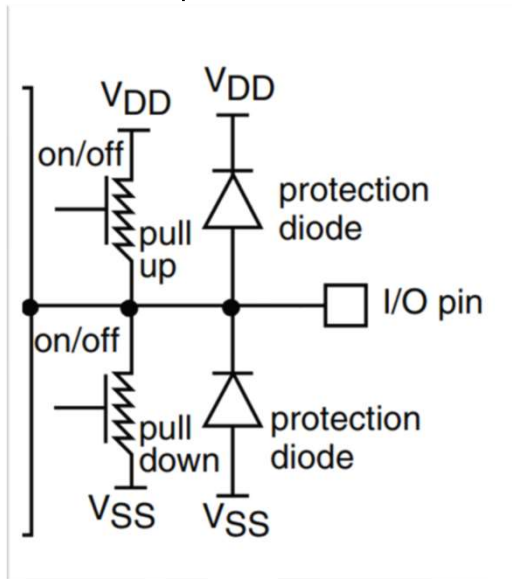 VDD
VDD
on/off
protection
diode
pull
up
I/O pin
on/off
pull
down
protection
diode
VSS
VSS